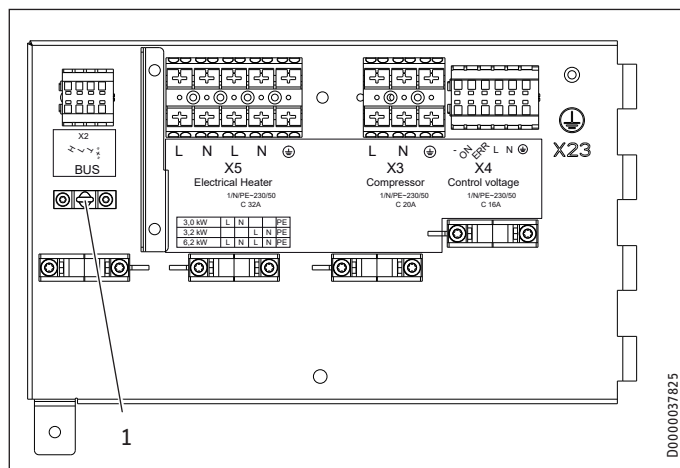 X2
H L ⊥
BUS
L N L N
X5
Electrical Heater
1/N/PE~230/50
C 32A
3,0 kW L N PE
3,2 kW L N PE
6,2 kW L N L N PE
L N
X3
Compressor
1/N/PE~230/50
C 20A
- ON ERR L N
X4
Control voltage
1/N/PE~230/50
C 16A
X23
1
D0000037825